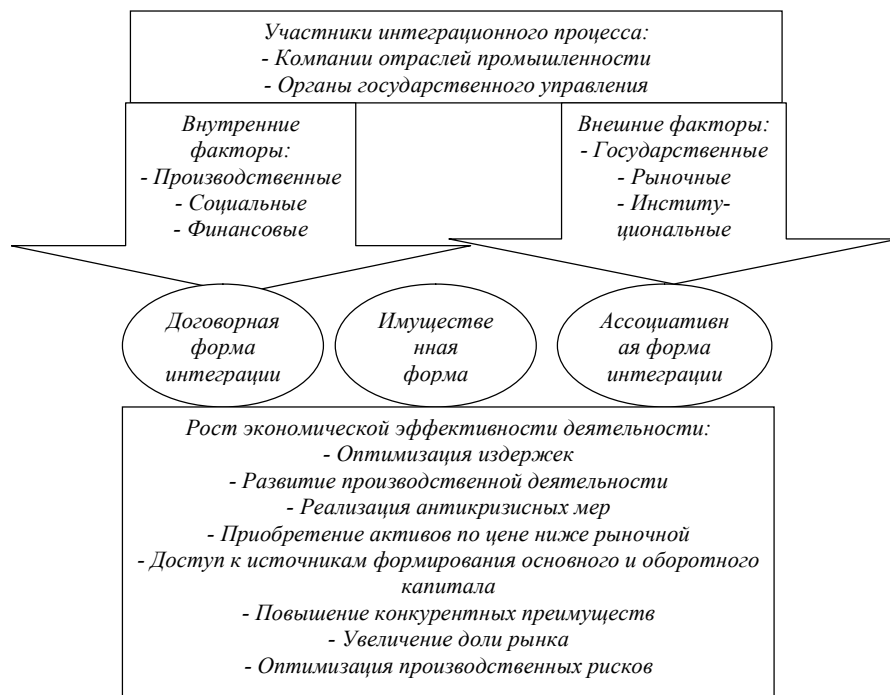 Участники интеграционного процесса:
- Компании отраслей промышленности
- Органы государственного управления
Внутренние
факторы:
- Производственные
- Социальные
- Финансовые
Внешние факторы:
- Государственные
- Рыночные
- Институ-
циональные
Договорная
форма
интеграции
Имуществе
нная
форма
Ассоциативн
ая форма
интеграции
Рост экономической эффективности деятельности:
- Оптимизация издержек
- Развитие производственной деятельности
- Реализация антикризисных мер
- Приобретение активов по цене ниже рыночной
- Доступ к источникам формирования основного и оборотного
капитала
- Повышение конкурентных преимуществ
- Увеличение доли рынка
- Оптимизация производственных рисков